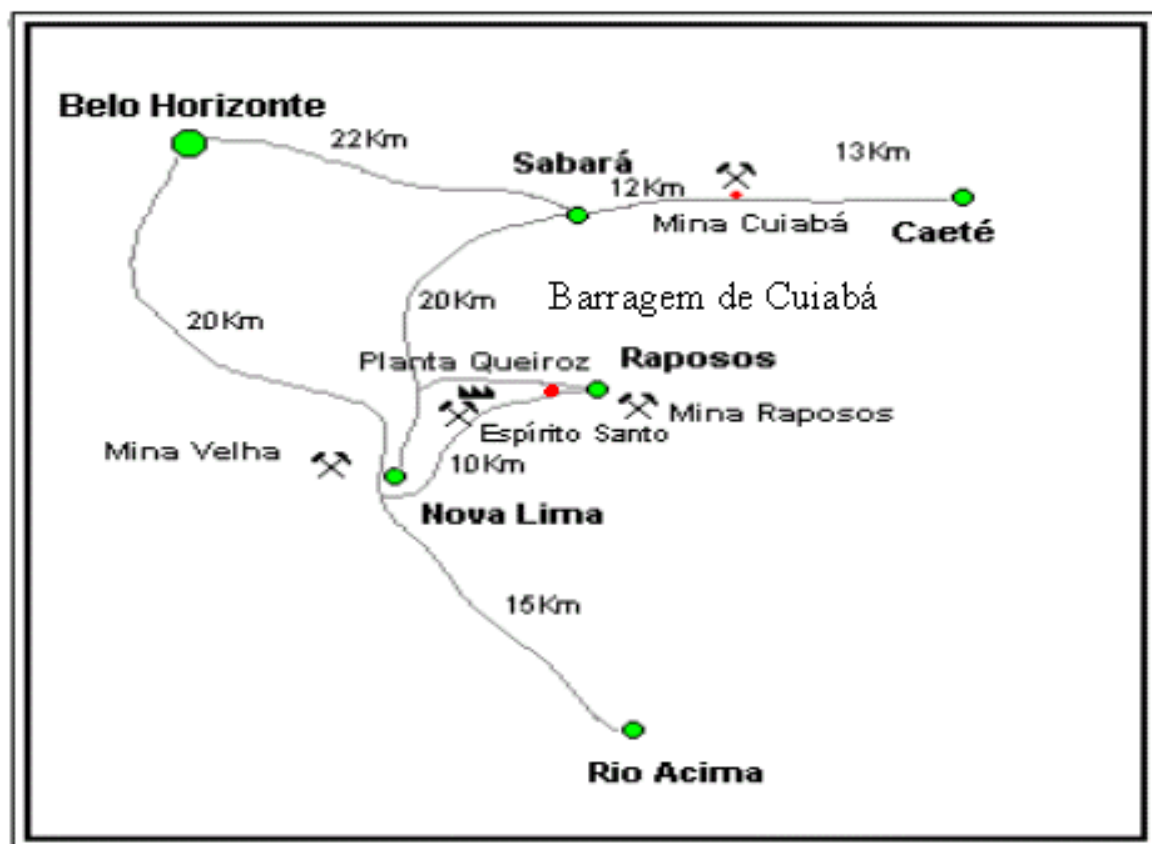 Belo Horizonte
22Km
13Km
Sabará
12Km
Mina Cuiabá
Caeté
20Km
Barragem de Cuiabá
20Km
Planta Queiroz
Raposos
Mina Raposos
Espírito Santo
Mina Velha
10Km
Nova Lima
15Km
Rio Acima